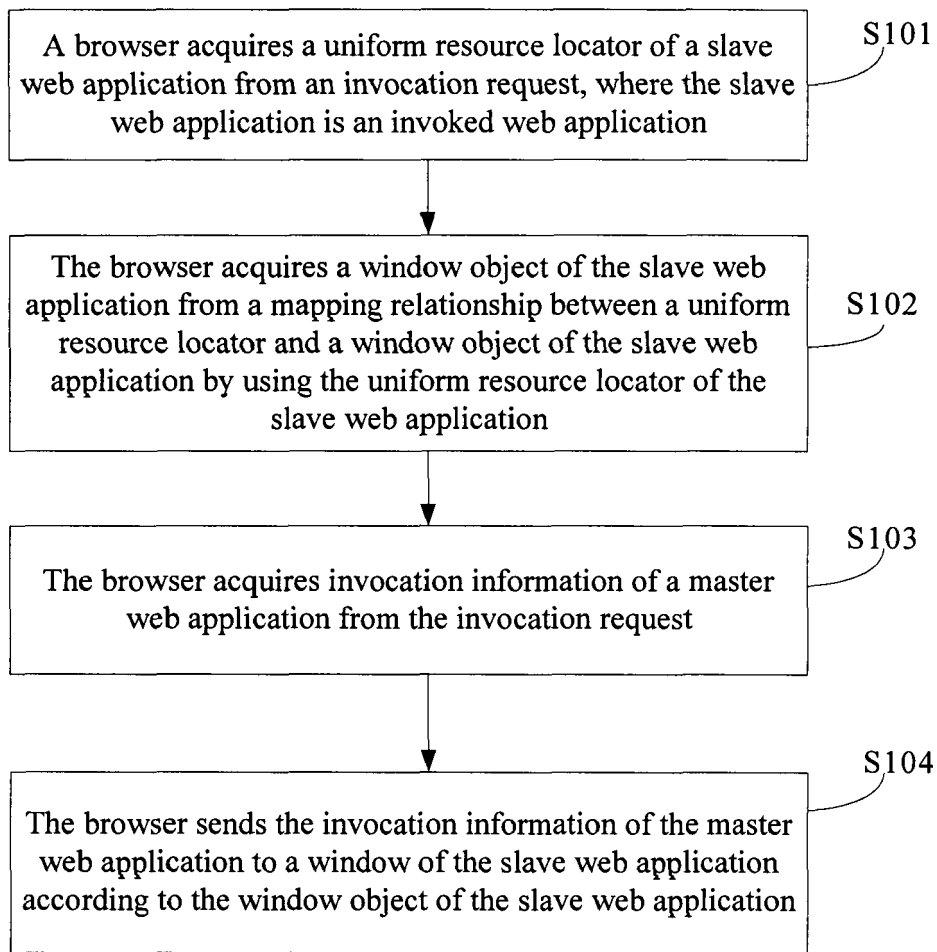 A browser acquires a uniform resource locator of a slave
web application from an invocation request, where the slave
web application is an invoked web application
S101
The browser acquires a window object of the slave web
application from a mapping relationship between a uniform
resource locator and a window object of the slave web
application by using the uniform resource locator of the
slave web application
S102
The browser acquires invocation information of a master
web application from the invocation request
S103
The browser sends the invocation information of the master
web application to a window of the slave web application
according to the window object of the slave web application
S104